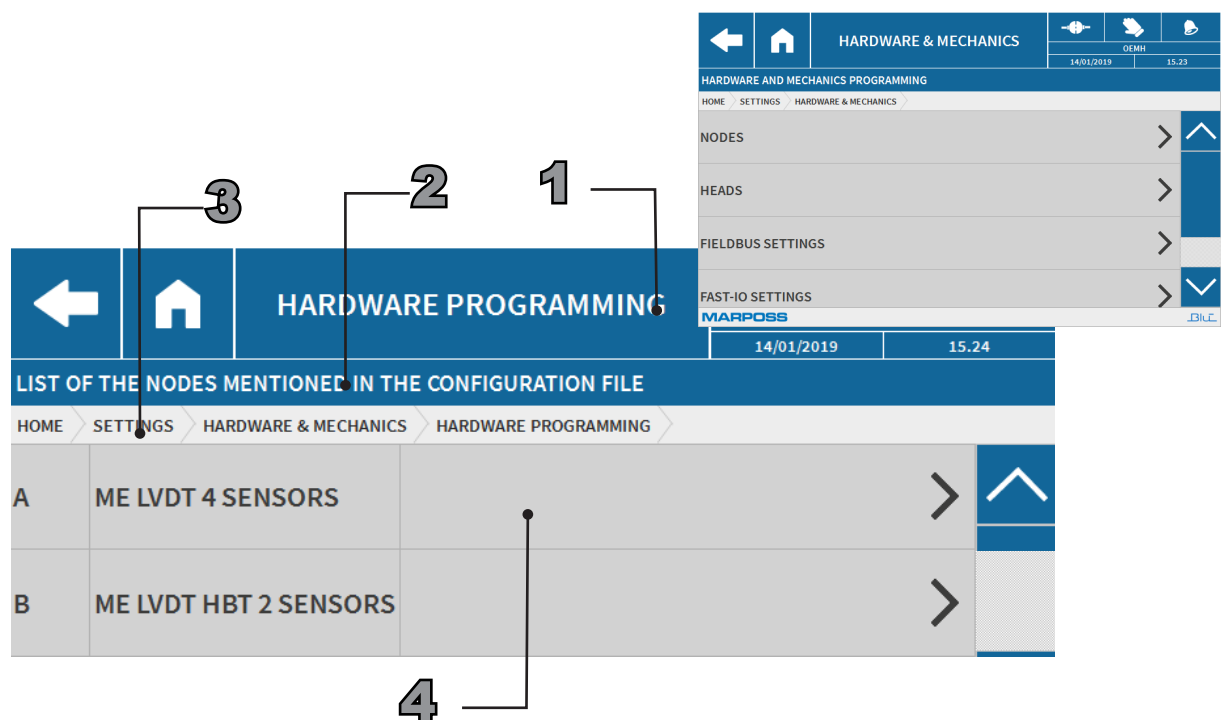 HARDWARE & MECHANICS
OEMH
14/01/2019 15.23
HARDWARE AND MECHANICS PROGRAMMING
HOME SETTINGS HARDWARE & MECHANICS
NODES
HEADS
FIELDBUS SETTINGS
FAST-IO SETTINGS
MARPOSS BLÚ
1
2
3
HARDWARE PROGRAMMING
14/01/2019 15.24
LIST OF THE NODES MENTIONED IN THE CONFIGURATION FILE
HOME SETTINGS HARDWARE & MECHANICS HARDWARE PROGRAMMING
A ME LVDT 4 SENSORS
B ME LVDT HBT 2 SENSORS
4